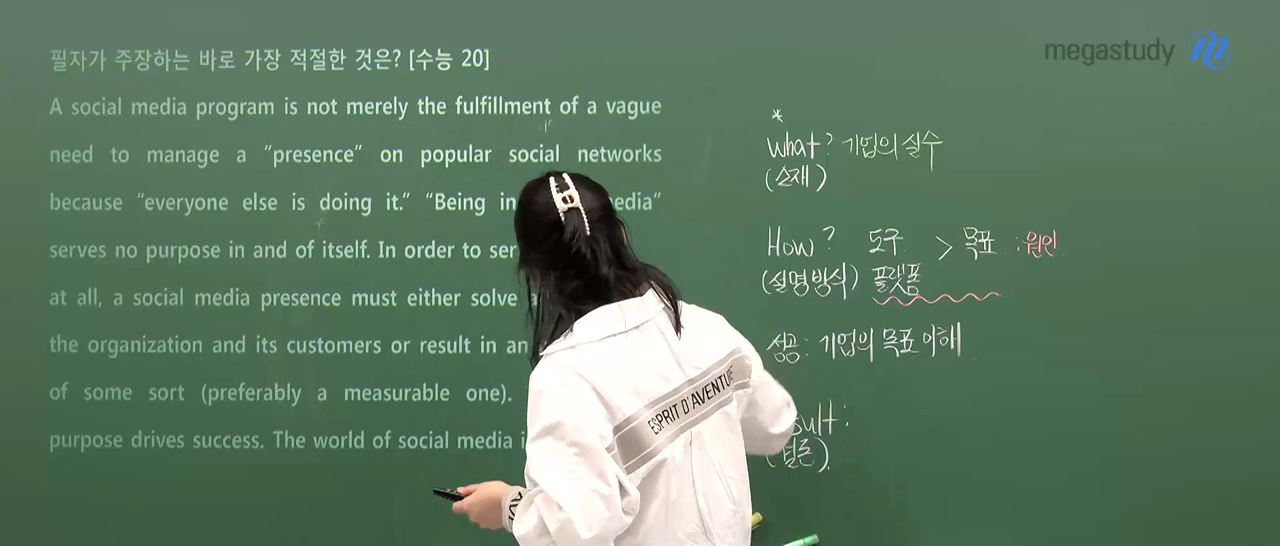 필자가 주장하는 바로 가장 적절한 것은? [수능 20]
megastudy
A social media program is not merely the fulfillment of a vague
need to manage a “presence” on popular social networks
because “everyone else is doing it.” “Being in edia”
serves no purpose in and of itself. In order to ser
at all, a social media presence must either solve
the organization and its customers or result in an
of some sort (preferably a measurable one).
purpose drives success. The world of social media i
*
what? 기업의 실수
(소재)
How? 도구 > 목표 : 원인
(설명방식) 플랫폼
성공: 기업의 목표 이해
sult:
ESPRIT D'AVENTURE